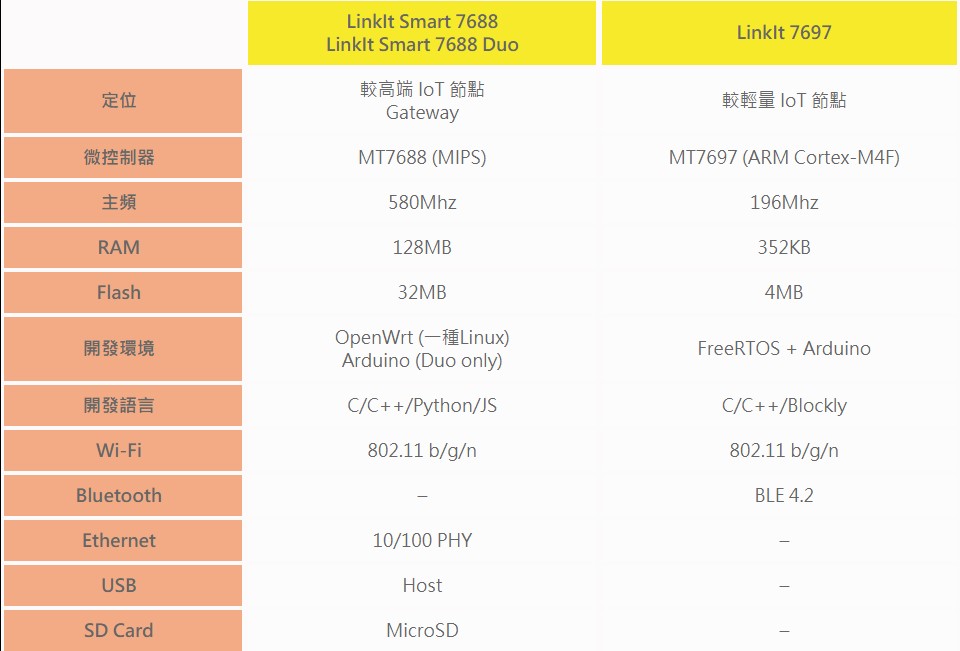 LinkIt Smart 7688
LinkIt Smart 7688 Duo
LinkIt 7697
定位
較高端 IoT 節點
Gateway
較輕量 IoT 節點
微控制器
MT7688 (MIPS)
MT7697 (ARM Cortex-M4F)
主頻
580Mhz
196Mhz
RAM
128MB
352KB
Flash
32MB
4MB
開發環境
OpenWrt (一種Linux)
Arduino (Duo only)
FreeRTOS + Arduino
開發語言
C/C++/Python/JS
C/C++/Blockly
Wi-Fi
802.11 b/g/n
802.11 b/g/n
Bluetooth
–
BLE 4.2
Ethernet
10/100 PHY
–
USB
Host
–
SD Card
MicroSD
–